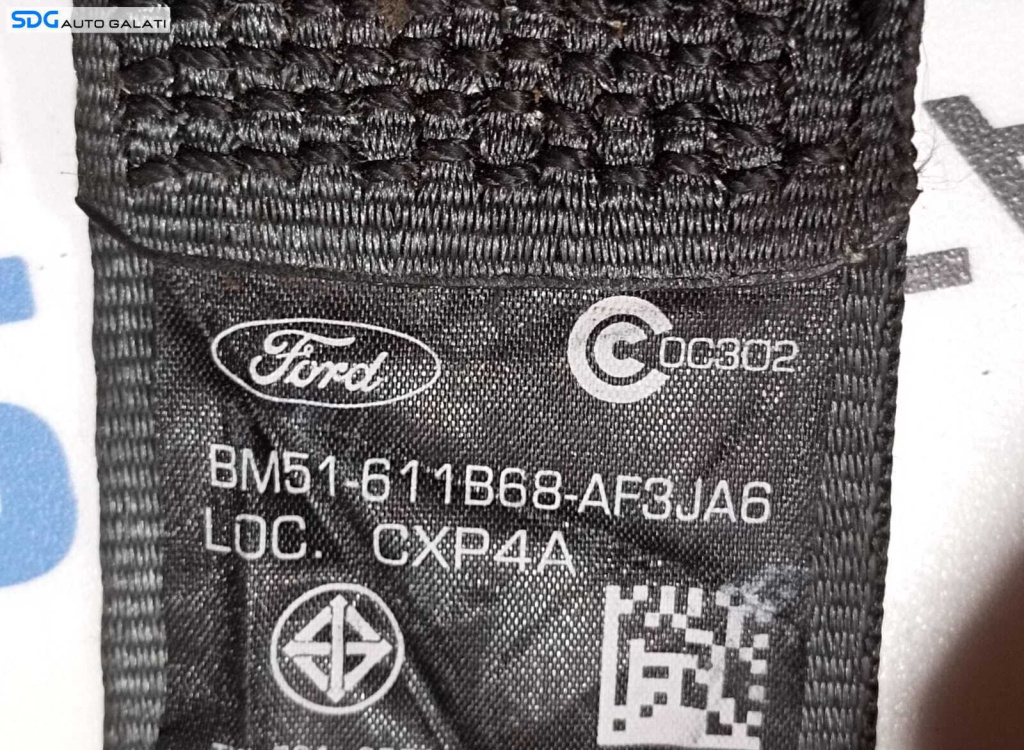 SDG AUTO GALATI
Ford
C 0C302
BM51-611B68-AF3JA6
LOC. CXP4A